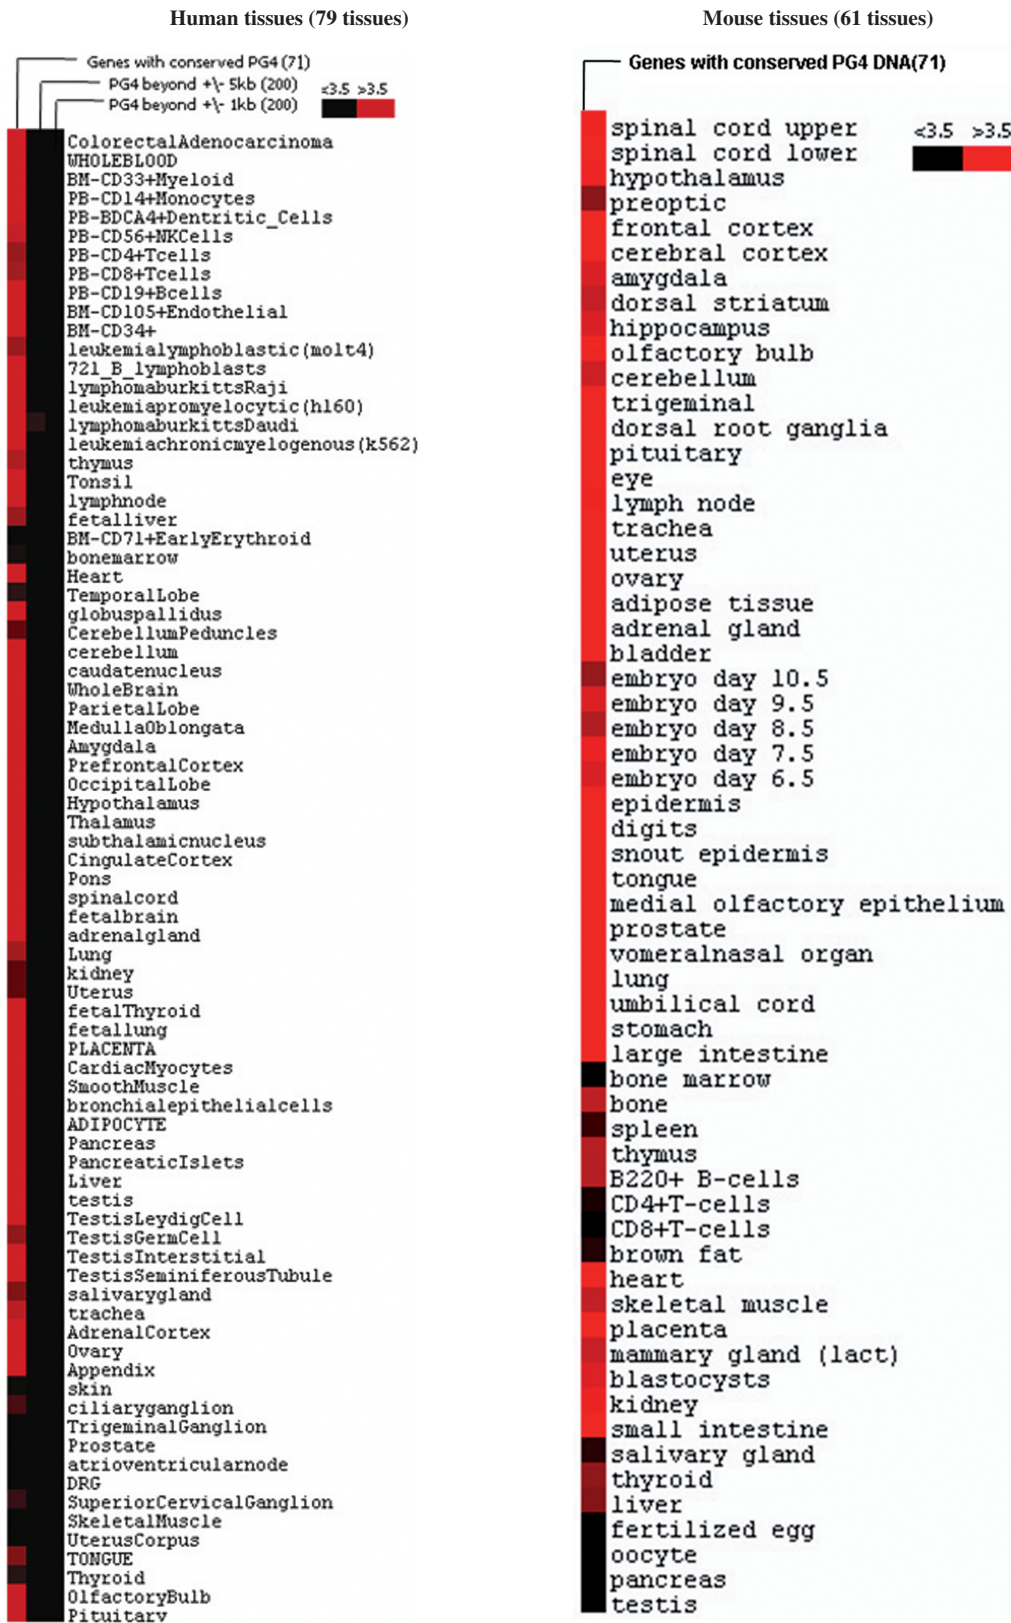 Human tissues (79 tissues)
Genes with conserved PG4 (71)
PG4 beyond +\- 5kb (200)
PG4 beyond +\- 1kb (200)
<3.5 >3.5
ColorectalAdenocarcinoma
WHOLEBLOOD
BM-CD33+Myeloid
PB-CD14+Monocytes
PB-BDCA4+Dentritic_Cells
PB-CD56+NKCells
PB-CD4+Tcells
PB-CD8+Tcells
PB-CD19+Bcells
BM-CD105+Endothelial
BM-CD34+
leukemialymphoblastic(molt4)
721_B_lymphoblasts
lymphomaburkittsRaji
leukemiapromyelocytic(hl60)
lymphomaburkittsDaudi
leukemiachronicmyelogenous(k562)
thymus
Tonsil
lymphnode
fetalliver
BM-CD71+EarlyErythroid
bonemarrow
Heart
TemporalLobe
globuspallidus
CerebellumPeduncles
cerebellum
caudatenucleus
WholeBrain
ParietalLobe
MedullaOblongata
Amygdala
PrefrontalCortex
OccipitalLobe
Hypothalamus
Thalamus
subthalamicnucleus
CingulateCortex
Pons
spinalcord
fetalbrain
adrenalgland
Lung
kidney
Uterus
fetalThyroid
fetallung
PLACENTA
CardiacMyocytes
SmoothMuscle
bronchialepithelialcells
ADIPOCYTE
Pancreas
PancreaticIslets
Liver
testis
TestisLeydigCell
TestisGermCell
TestisInterstitial
TestisSeminiferousTubule
salivarygland
trachea
AdrenalCortex
Ovary
Appendix
skin
ciliaryganglion
TrigeminalGanglion
Prostate
atrioventricularnode
DRG
SuperiorCervicalGanglion
SkeletalMuscle
UterusCorpus
TONGUE
Thyroid
OlfactoryBulb
Pituitary
Mouse tissues (61 tissues)
Genes with conserved PG4 DNA(71)
<3.5 >3.5
spinal cord upper
spinal cord lower
hypothalamus
preoptic
frontal cortex
cerebral cortex
amygdala
dorsal striatum
hippocampus
olfactory bulb
cerebellum
trigeminal
dorsal root ganglia
pituitary
eye
lymph node
trachea
uterus
ovary
adipose tissue
adrenal gland
bladder
embryo day 10.5
embryo day 9.5
embryo day 8.5
embryo day 7.5
embryo day 6.5
epidermis
digits
snout epidermis
tongue
medial olfactory epithelium
prostate
vomeralnasal organ
lung
umbilical cord
stomach
large intestine
bone marrow
bone
spleen
thymus
B220+ B-cells
CD4+T-cells
CD8+T-cells
brown fat
heart
skeletal muscle
placenta
mammary gland (lact)
blastocysts
kidney
small intestine
salivary gland
thyroid
liver
fertilized egg
oocyte
pancreas
testis